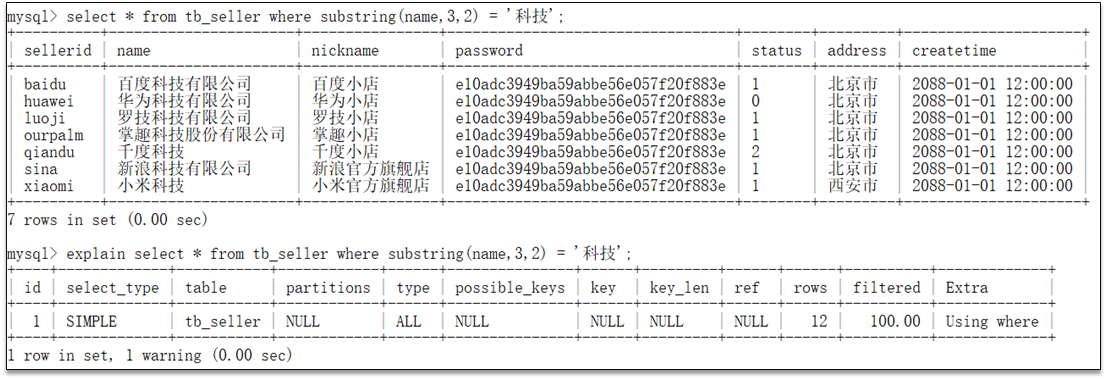 mysql> select * from tb_seller where substring(name,3,2) = '科技';
| sellerid | name | nickname | password | status | address | createtime |
| baidu | 百度科技有限公司 | 百度小店 | e10adc3949ba59abbe56e057f20f883e | 1 | 北京市 | 2088-01-01 12:00:00 |
| huawei | 华为科技有限公司 | 华为小店 | e10adc3949ba59abbe56e057f20f883e | 0 | 北京市 | 2088-01-01 12:00:00 |
| luoji | 罗技科技有限公司 | 罗技小店 | e10adc3949ba59abbe56e057f20f883e | 1 | 北京市 | 2088-01-01 12:00:00 |
| ourpalm | 掌趣科技股份有限公司 | 掌趣小店 | e10adc3949ba59abbe56e057f20f883e | 1 | 北京市 | 2088-01-01 12:00:00 |
| qiandu | 千度科技 | 千度小店 | e10adc3949ba59abbe56e057f20f883e | 2 | 北京市 | 2088-01-01 12:00:00 |
| sina | 新浪科技有限公司 | 新浪官方旗舰店 | e10adc3949ba59abbe56e057f20f883e | 1 | 北京市 | 2088-01-01 12:00:00 |
| xiaomi | 小米科技 | 小米官方旗舰店 | e10adc3949ba59abbe56e057f20f883e | 1 | 西安市 | 2088-01-01 12:00:00 |
7 rows in set (0.00 sec)
mysql> explain select * from tb_seller where substring(name,3,2) = '科技';
| id | select_type | table | partitions | type | possible_keys | key | key_len | ref | rows | filtered | Extra |
| 1 | SIMPLE | tb_seller | NULL | ALL | NULL | NULL | NULL | NULL | 12 | 100.00 | Using where |
1 row in set, 1 warning (0.00 sec)